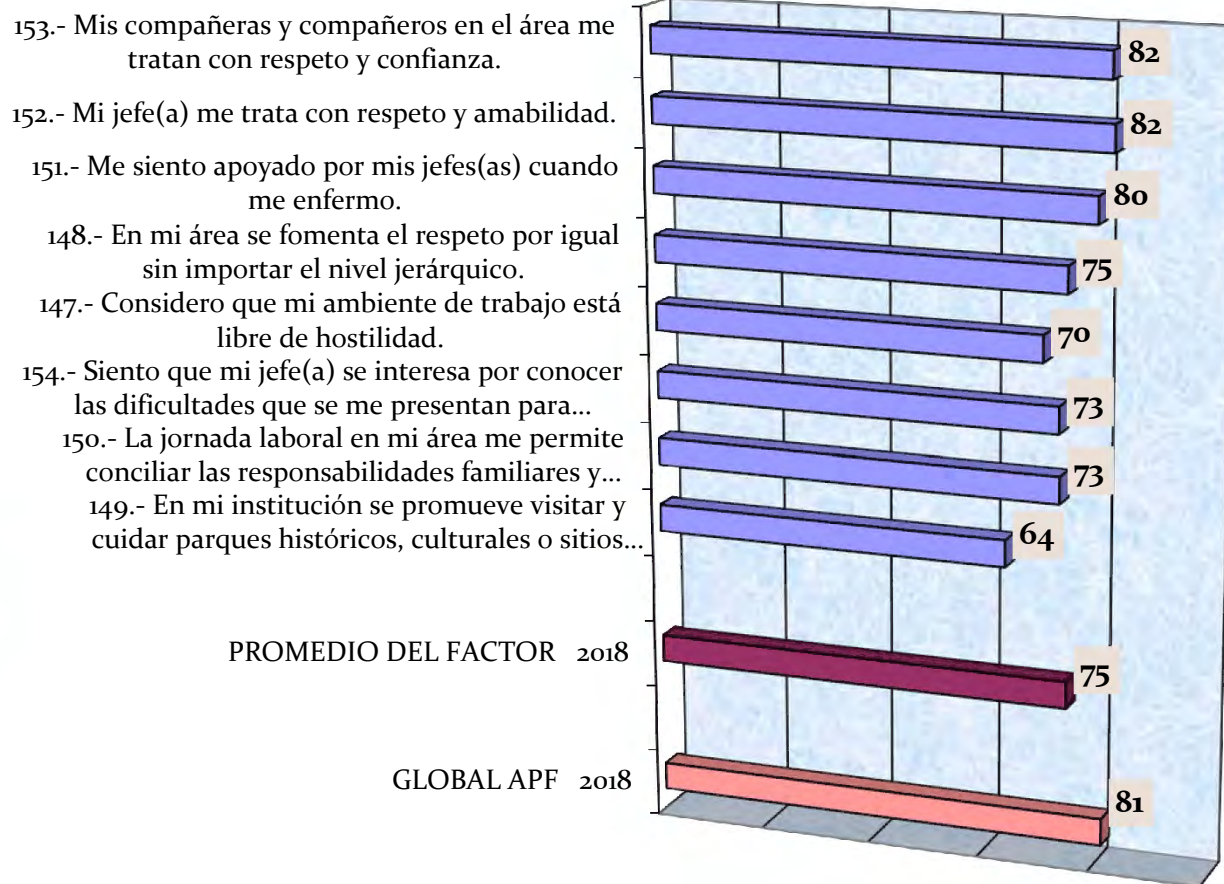 153.- Mis compañeras y compañeros en el área me
tratan con respeto y confianza.
82
152.- Mi jefe(a) me trata con respeto y amabilidad.
82
151.- Me siento apoyado por mis jefes(as) cuando
me enfermo.
80
148.- En mi área se fomenta el respeto por igual
sin importar el nivel jerárquico.
75
147.- Considero que mi ambiente de trabajo está
libre de hostilidad.
70
154.- Siento que mi jefe(a) se interesa por conocer
las dificultades que se me presentan para...
73
150.- La jornada laboral en mi área me permite
conciliar las responsabilidades familiares y...
73
149.- En mi institución se promueve visitar y
cuidar parques históricos, culturales o sitios...
64
PROMEDIO DEL FACTOR 2018
75
GLOBAL APF 2018
81